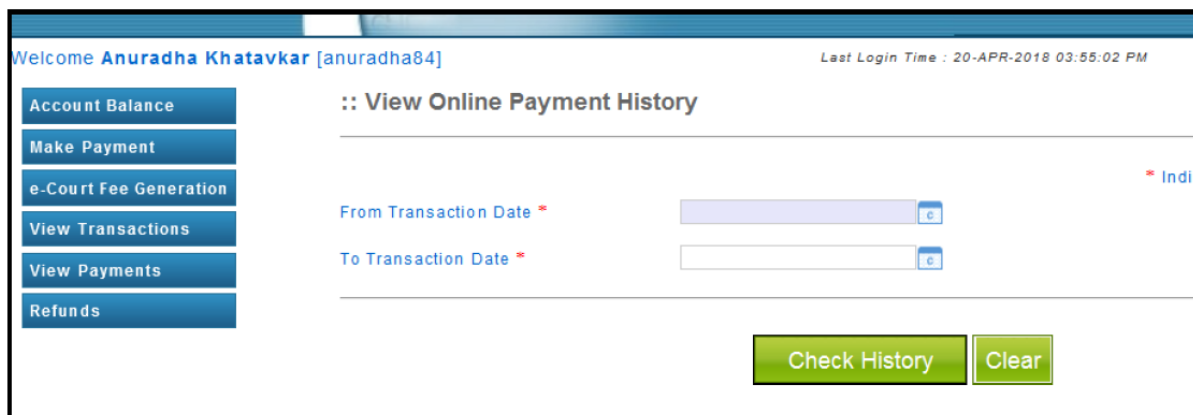 Welcome Anuradha Khatavkar [anuradha84]
Last Login Time : 20-APR-2018 03:55:02 PM
Account Balance
Make Payment
e-Court Fee Generation
View Transactions
View Payments
Refunds
:: View Online Payment History
* Indi
From Transaction Date *
To Transaction Date *
Check History
Clear